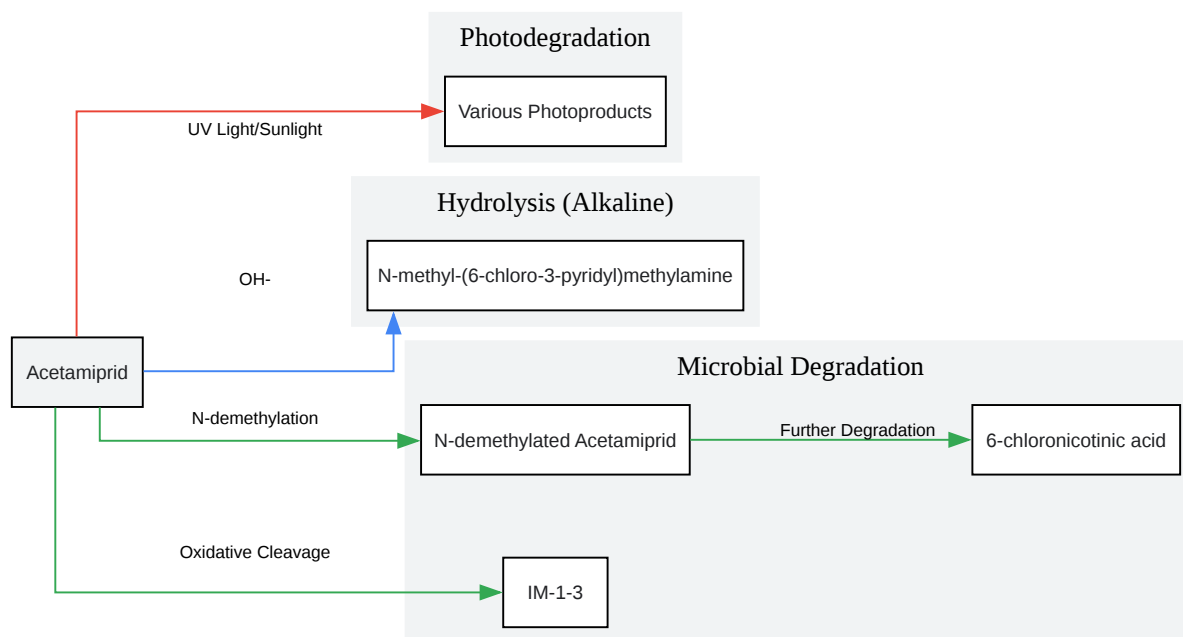 Photodegradation
Various Photoproducts
UV Light/Sunlight
Hydrolysis (Alkaline)
N-methyl-(6-chloro-3-pyridyl)methylamine
OH-
Acetamiprid
Microbial Degradation
N-demethylation
N-demethylated Acetamiprid
Further Degradation
6-chloronicotinic acid
Oxidative Cleavage
IM-1-3